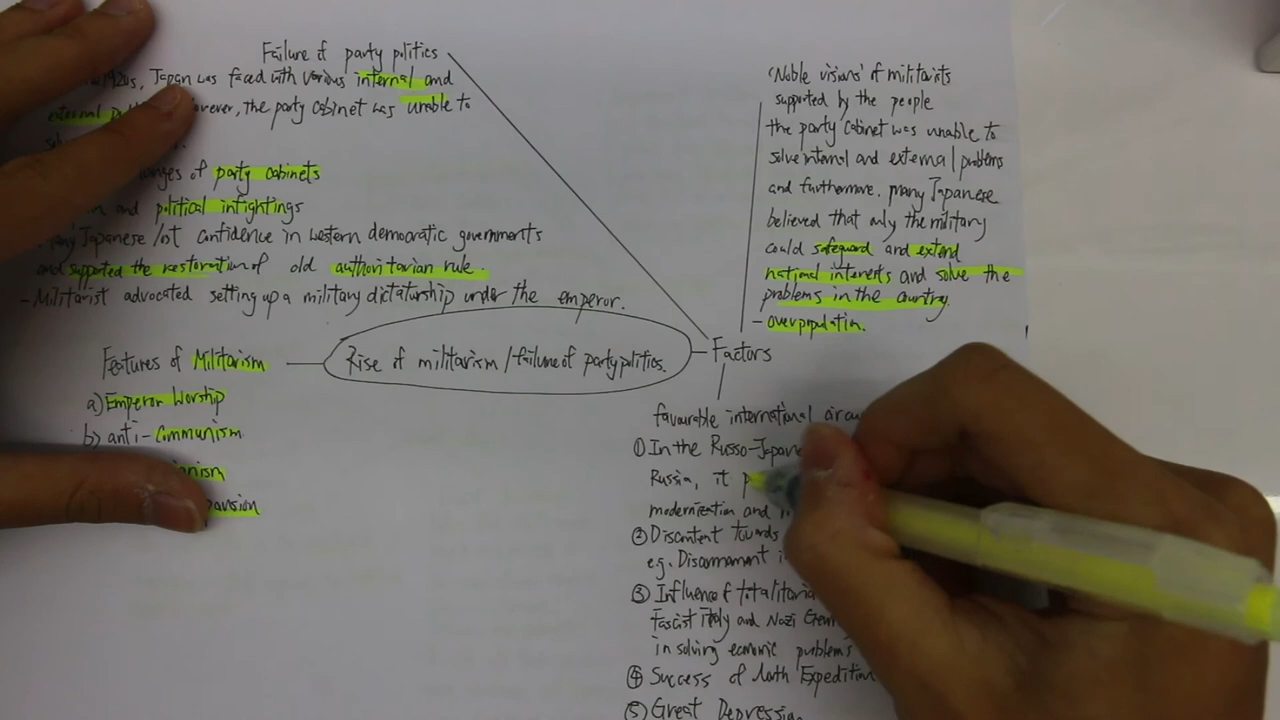 Failure of party politics
1920s, Japan was faced with various internal and
external however, the party cabinet was unable to
of party cabinets
and political infightings
Japanese lost confidence in western democratic governments
and supported the restoration of old authoritarian rule
- Militarist advocated setting up a military dictaturship under the emperor.
Features of Militarism
a) Emperor Worship
b) anti-Communism
Rise of militarism / failure of party politics.
Factors
'Noble visions' of militarists
supported by the people
the party cabinet was unable to
solve internal and external problems
and furthermore, many Japanese
believed that only the military
could safeguard and extend
national interests and solve the
problems in the country
- overpopulation.
favourable international
① In the Russo-
Russia, it
modernization and
② Discontent towards
e.g. Disarmament
③ Influence of
Fascist Italy and Nazi
in solving economic problems
④ Success of Expedition
⑤ Great Depression